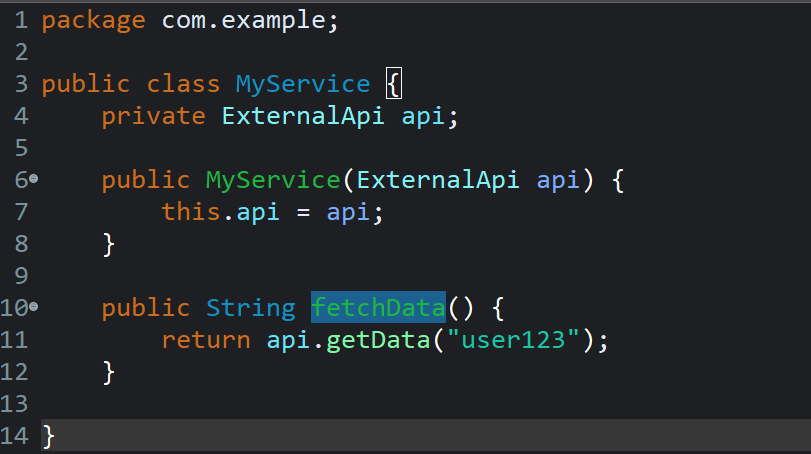 1 package com.example;
2
3 public class MyService {
4     private ExternalApi api;
5
6     public MyService(ExternalApi api) {
7         this.api = api;
8     }
9
10     public String fetchData() {
11         return api.getData("user123");
12     }
13
14 }